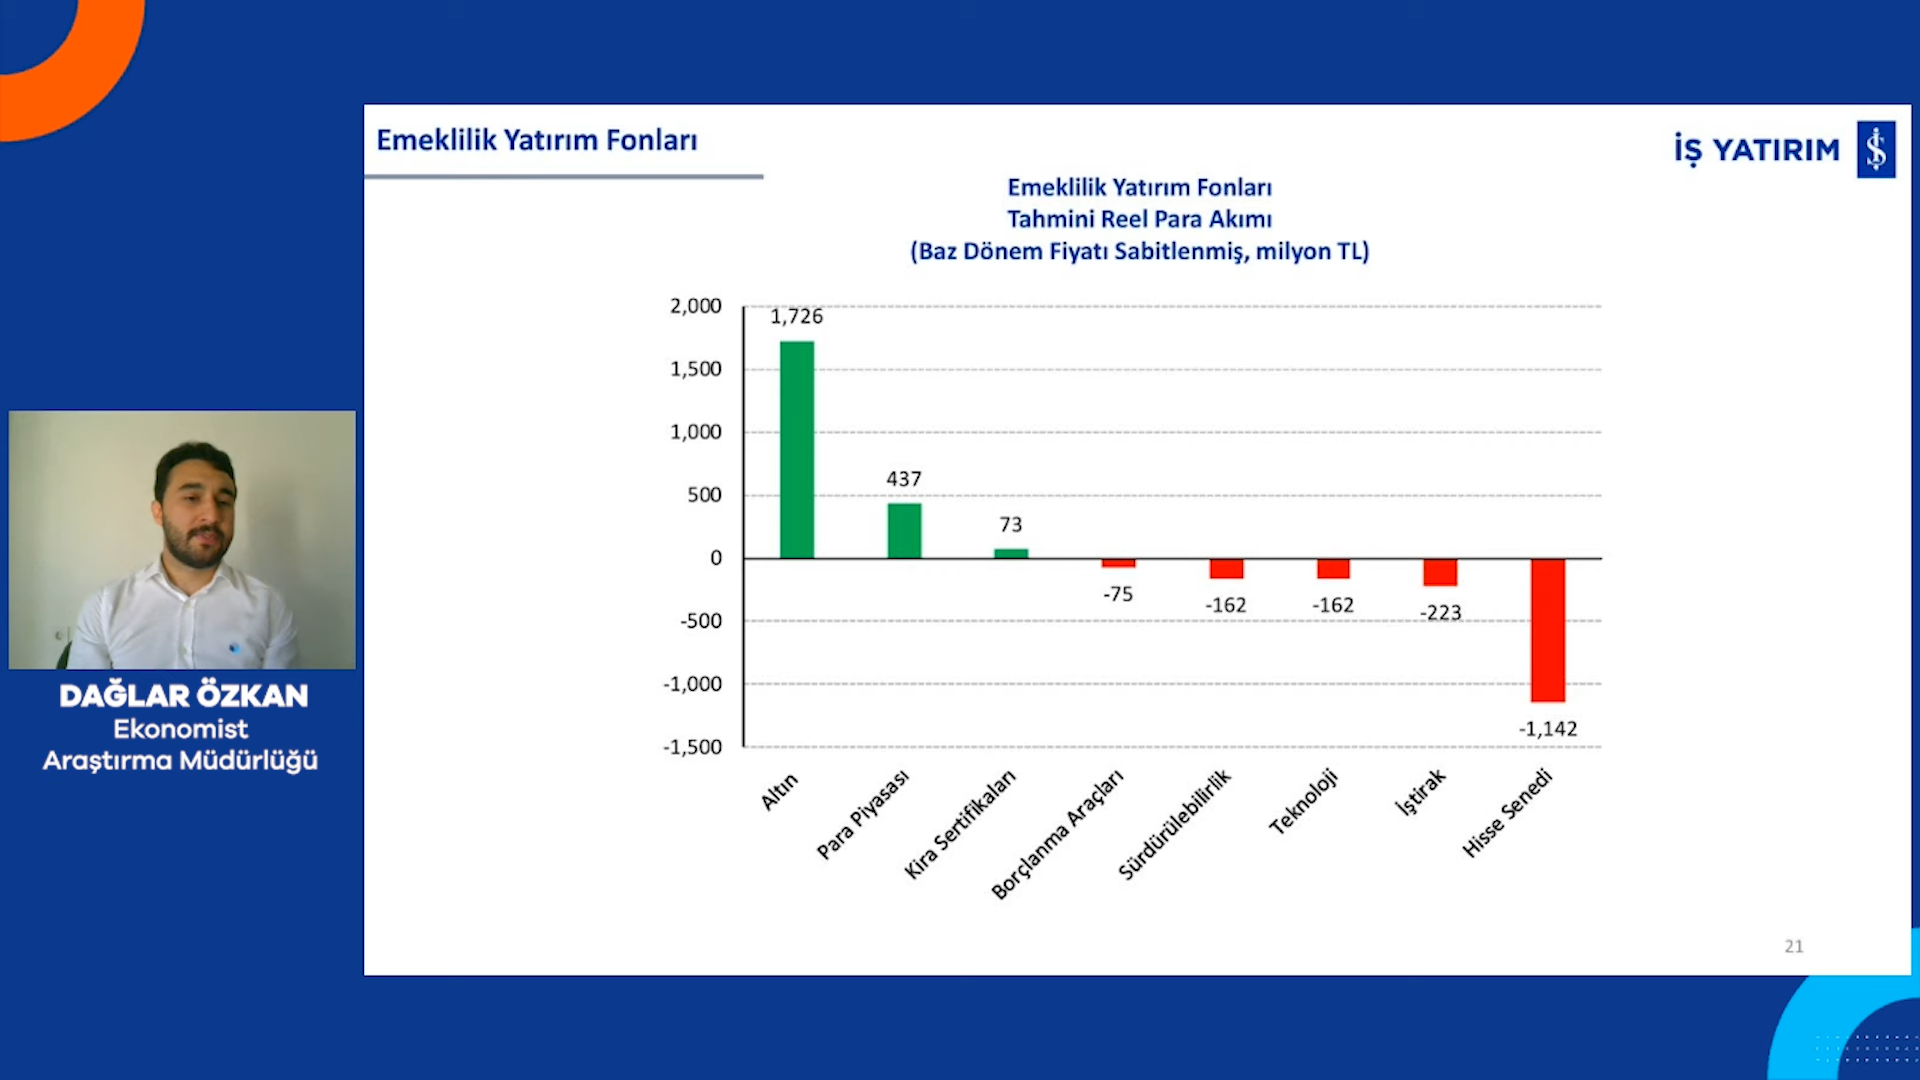 Emeklilik Yatırım Fonları
İŞ YATIRIM
Emeklilik Yatırım Fonları
Tahmini Reel Para Akımı
(Baz Dönem Fiyatı Sabitlenmiş, milyon TL)
2,000
1,500
1,000
500
0
-500
-1,000
-1,500
1,726
437
73
-75
-162
-162
-223
-1,142
Altın
Para Piyasası
Kira Sertifikaları
Borçlanma Araçları
Sürdürülebilirlik
Teknoloji
İştirak
Hisse Senedi
21
DAĞLAR ÖZKAN
Ekonomist
Araştırma Müdürlüğü